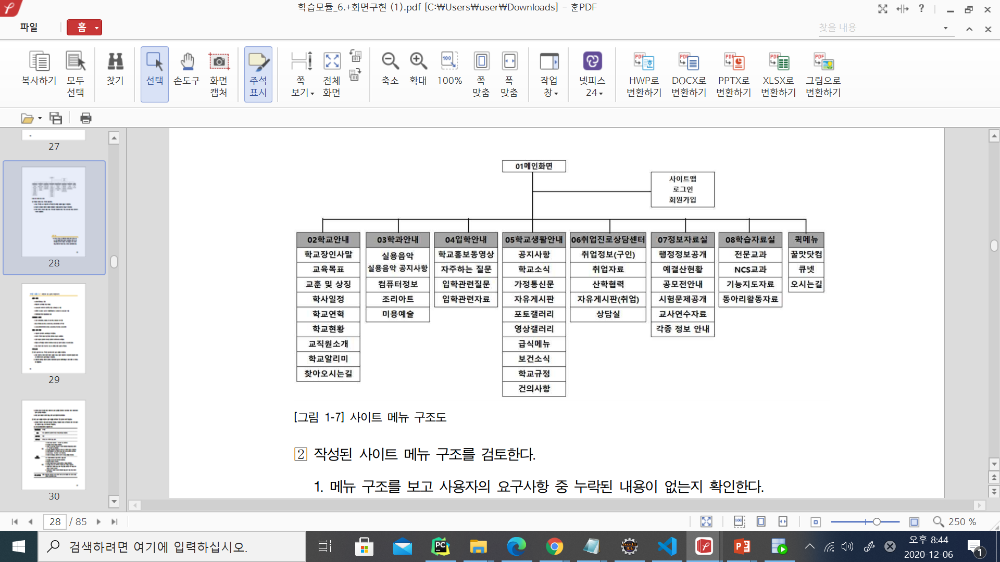 학습모듈_6.+화면구현 (1).pdf [C:₩Users₩user₩Downloads] - 한PDF
파일
홈
찾을 내용
복사하기
모두 선택
찾기
선택
손도구
화면 캡처
주석 표시
쪽 보기
전체 화면
축소
확대
100%
쪽 맞춤
폭 맞춤
작업 창
넷피스 24
HWP로 변환하기
DOCX로 변환하기
PPTX로 변환하기
XLSX로 변환하기
그림으로 변환하기
27
28
29
30
01메인화면
사이트맵
로그인
회원가입
02학교안내
학교장인사말
교육목표
교훈 및 상징
학사일정
학교연혁
학교현황
교직원소개
학교알리미
찾아오시는길
03학과안내
실용음악
실용음악 공지사항
컴퓨터정보
조리아트
미용예술
04입학안내
학교홍보동영상
자주하는 질문
입학관련질문
입학관련자료
05학교생활안내
공지사항
학교소식
가정통신문
자유게시판
포토갤러리
영상갤러리
급식메뉴
보건소식
학교규정
건의사항
06취업진로상담센터
취업정보(구인)
취업자료
산학협력
자유게시판(취업)
상담실
07정보자료실
행정정보공개
예결산현황
공모전안내
시험문제공개
교사연수자료
각종 정보 안내
08학습자료실
전문교과
NCS교과
기능지도자료
동아리활동자료
퀵메뉴
꿀맛닷컴
큐넷
오시는길
[그림 1-7] 사이트 메뉴 구조도
2 작성된 사이트 메뉴 구조를 검토한다.
1. 메뉴 구조를 보고 사용자의 요구사항 중 누락된 내용이 없는지 확인한다.
28 / 85
250 %
검색하려면 여기에 입력하십시오.
오후 8:44
2020-12-06
1